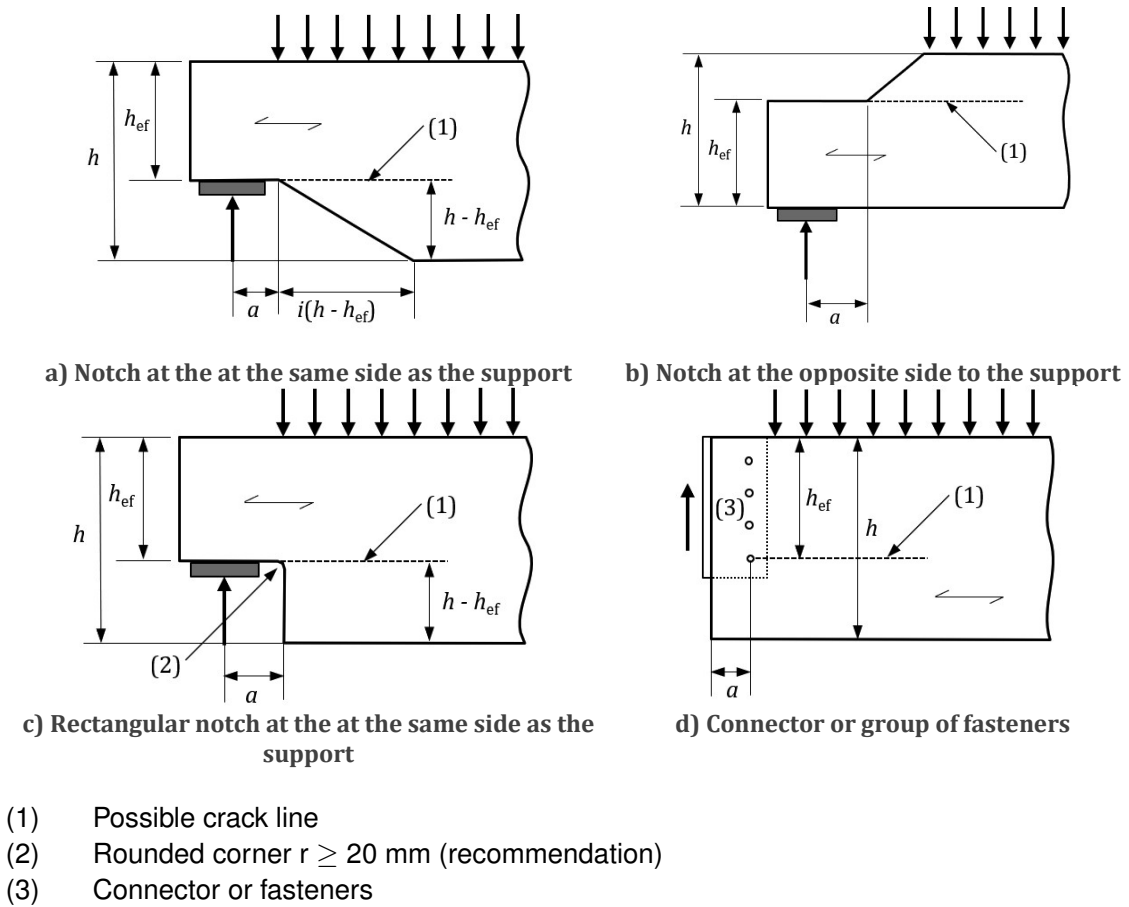 h_ef
h
(1)
h - h_ef
a
i(h - h_ef)
a) Notch at the at the same side as the support
h
h_ef
(1)
a
b) Notch at the opposite side to the support
h_ef
h
(1)
h - h_ef
(2)
a
c) Rectangular notch at the at the same side as the
support
(3)
h_ef
h
(1)
a
d) Connector or group of fasteners
(1) Possible crack line
(2) Rounded corner r ≥ 20 mm (recommendation)
(3) Connector or fasteners